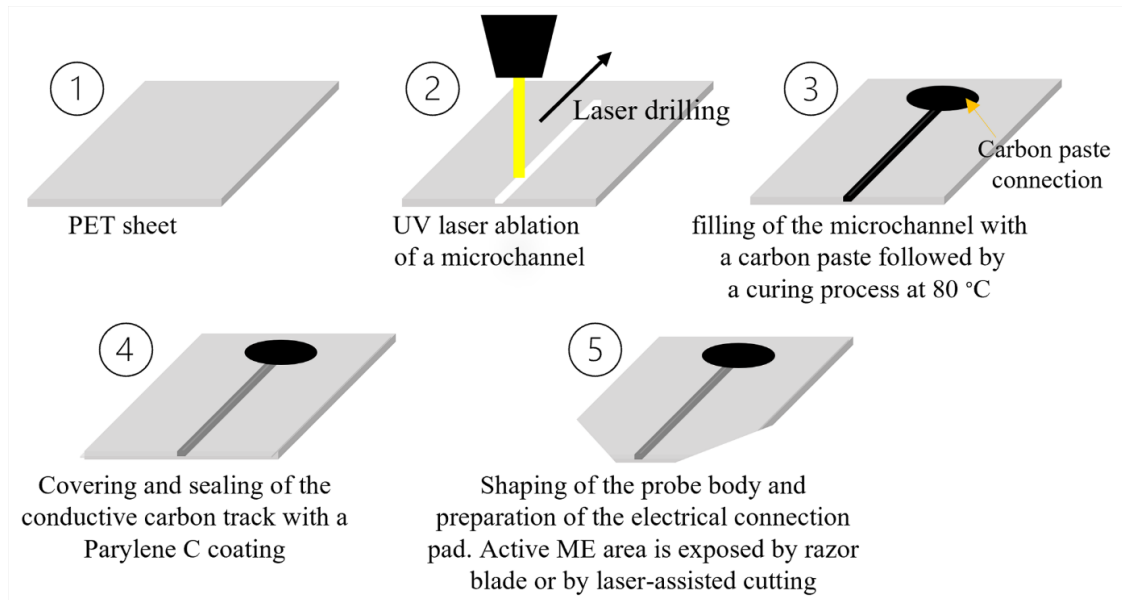 1
PET sheet
2
Laser drilling
UV laser ablation
of a microchannel
3
Carbon paste
connection
filling of the microchannel with
a carbon paste followed by
a curing process at 80 °C
4
Covering and sealing of the
conductive carbon track with a
Parylene C coating
5
Shaping of the probe body and
preparation of the electrical connection
pad. Active ME area is exposed by razor
blade or by laser-assisted cutting